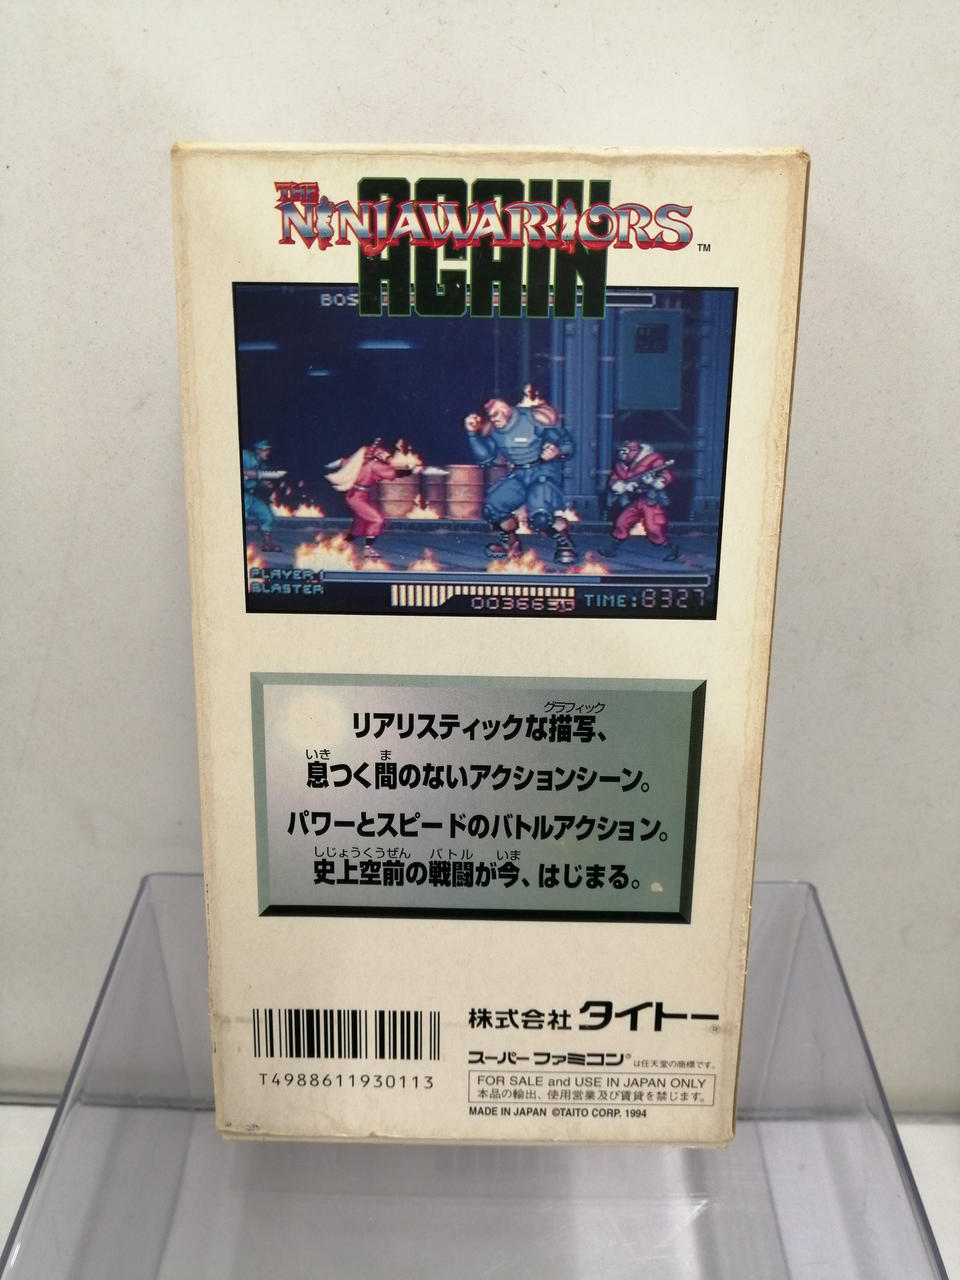 THE
NINJAWARRIORS
AGAIN
TM
BOS
PLAYER 1
BLASTER
TIME:8327
グラフィック
リアリスティックな描写、
いき ま
息つく間のないアクションシーン。
パワーとスピードのバトルアクション。
しじょうくうぜん バトル いま
史上空前の戦闘が今、はじまる。
株式会社タイトー®
スーパーファミコン®は任天堂の商標です。
T4988611930113
FOR SALE and USE IN JAPAN ONLY
本品の輸出、使用営業及び賃貸を禁じます。
MADE IN JAPAN ©TAITO CORP. 1994